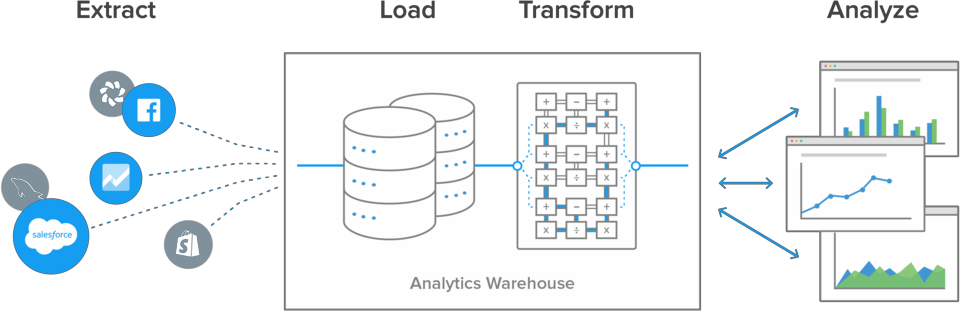 Extract
Load
Transform
Analyze
f
salesforce
S
+ − +
x ÷ x
+ − +
x ÷ x
+ − +
x ÷ x
Analytics Warehouse